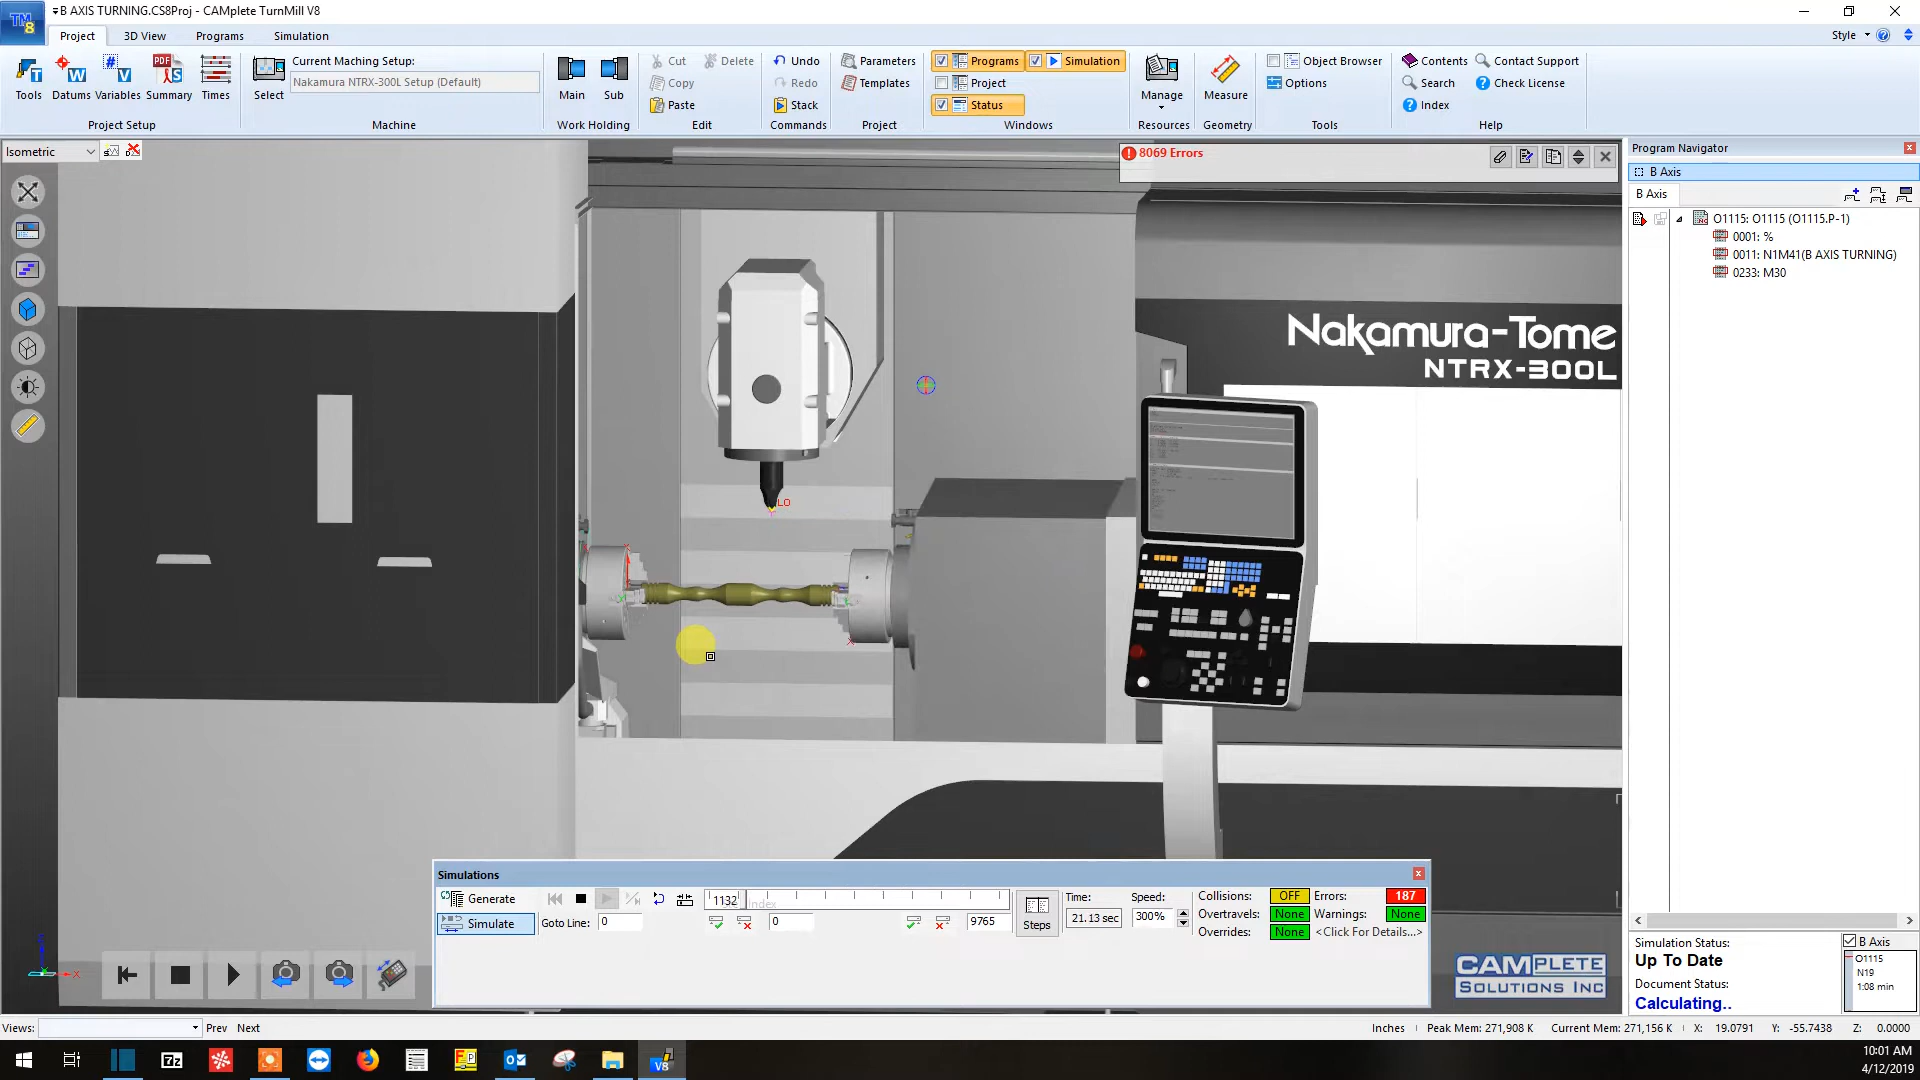 B AXIS TURNING.CS8Proj - CAMplete TurnMill V8
TM 8
Project 3D View Programs Simulation Style
Tools Datums Variables Summary Times
Project Setup
Current Maching Setup:
Nakamura NTRX-300L Setup (Default)
Select
Machine
Main Sub
Work Holding
Cut Delete
Copy
Paste
Edit
Undo
Redo
Stack
Commands
Parameters
Templates
Project
Programs Simulation
Project
Status
Windows
Manage
Resources
Measure
Geometry
Object Browser
Options
Tools
Contents Contact Support
Search Check License
Index
Help
Isometric
8069 Errors
Program Navigator
B Axis
B Axis
O1115: O1115 (O1115.P-1)
0001: %
0011: N1M41(B AXIS TURNING)
0233: M30
Nakamura-Tome
NTRX-300L
LO
Simulations
Generate
Simulate
Goto Line: 0
1132 Index
0
9765
Steps
Time:
21.13 sec
Speed:
300%
Collisions: OFF Errors: 187
Overtravels: None Warnings: None
Overrides: None <Click For Details...>
CAMPLETE
SOLUTIONS INC
Simulation Status:
Up To Date
Document Status:
Calculating..
B Axis
O1115
N19
1:08 min
X
Views: Prev Next
Inches Peak Mem: 271,908 K Current Mem: 271,156 K X: 19.0791 Y: -55.7438 Z: 0.0000
7z
V8
10:01 AM
4/12/2019